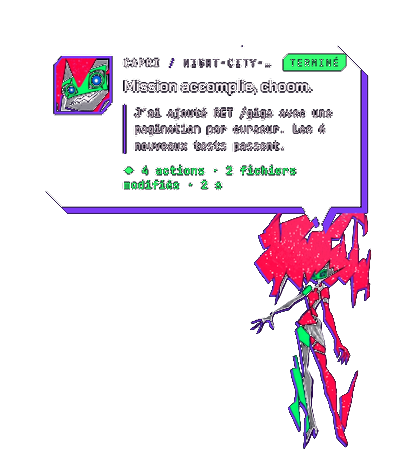 CAPRI / NIGHT-CITY-… TERMINÉ
Mission accomplie, choom.
J'ai ajouté GET /gigs avec une
pagination par curseur. Les 6
nouveaux tests passent.
◆ 4 actions · 2 fichiers
modifiés · 2 s